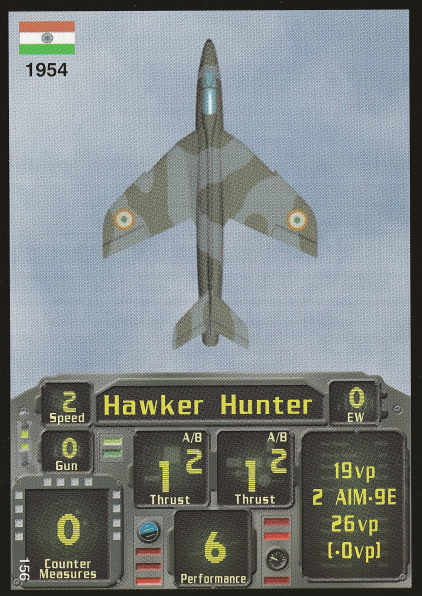 1954
2
Speed
Hawker Hunter
0
EW
0
Gun
A/B
1 2
Thrust
A/B
1 2
Thrust
19vp
2 AIM-9E
26vp
(-0vp)
0
Counter
Measures
6
Performance
156